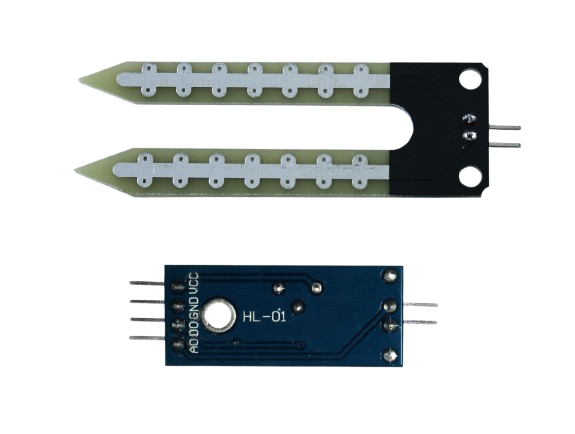 VCC
GND
DO
AO
HL-01